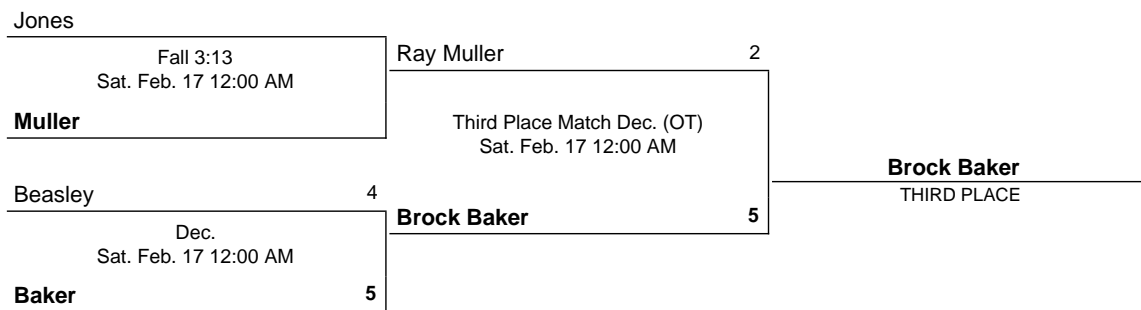 Jones
Fall 3:13
Sat. Feb. 17 12:00 AM
Muller
Beasley 4
Dec.
Sat. Feb. 17 12:00 AM
Baker 5
Ray Muller 2
Third Place Match Dec. (OT)
Sat. Feb. 17 12:00 AM
Brock Baker 5
Brock Baker
THIRD PLACE